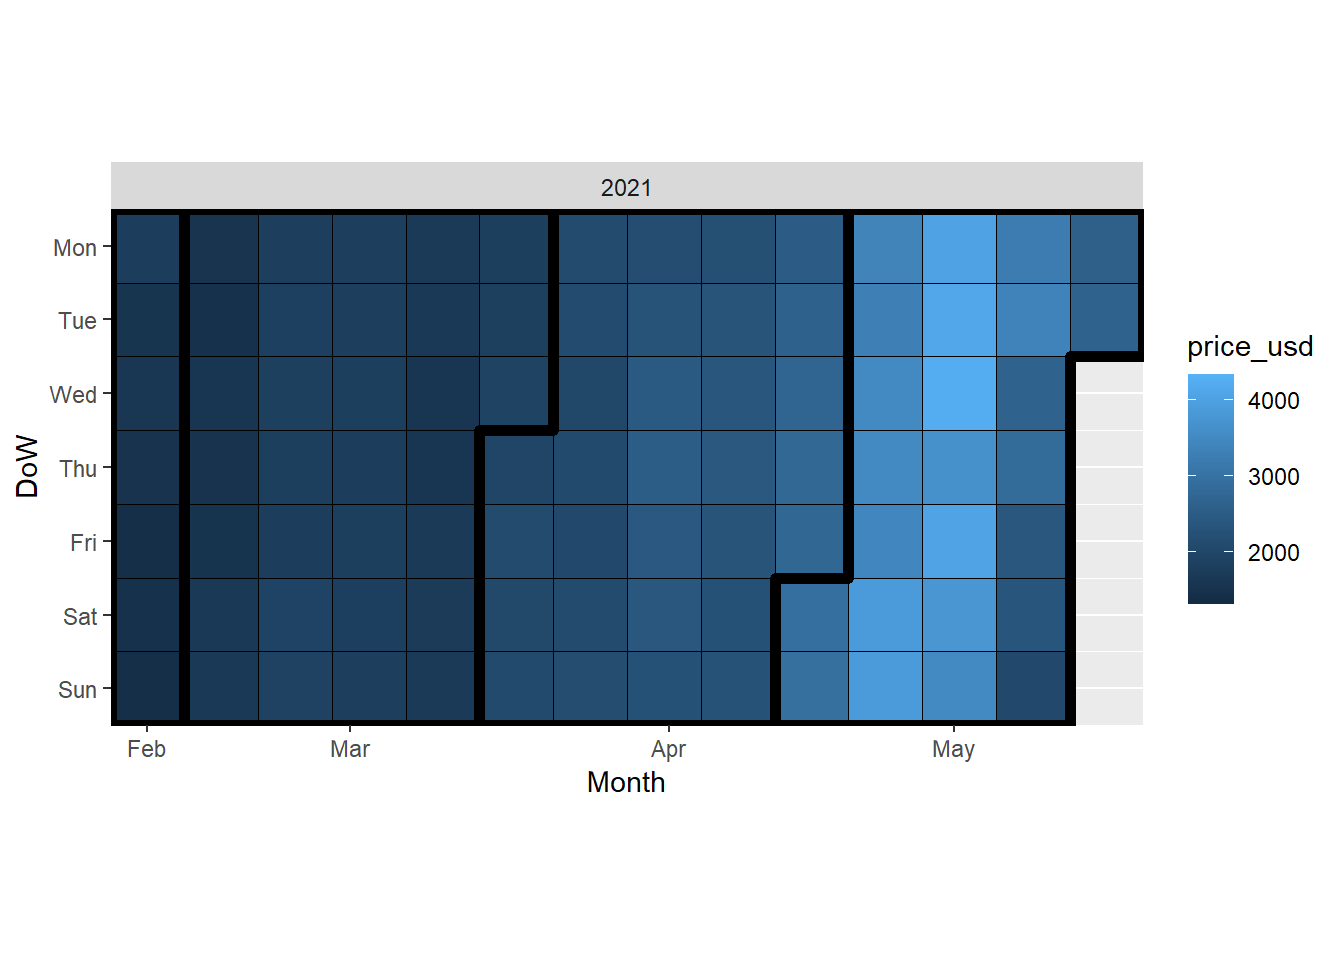 2021
Mon
Tue
Wed
Thu
Fri
Sat
Sun
DoW
Feb Mar Apr May
Month
price_usd
4000
3000
2000